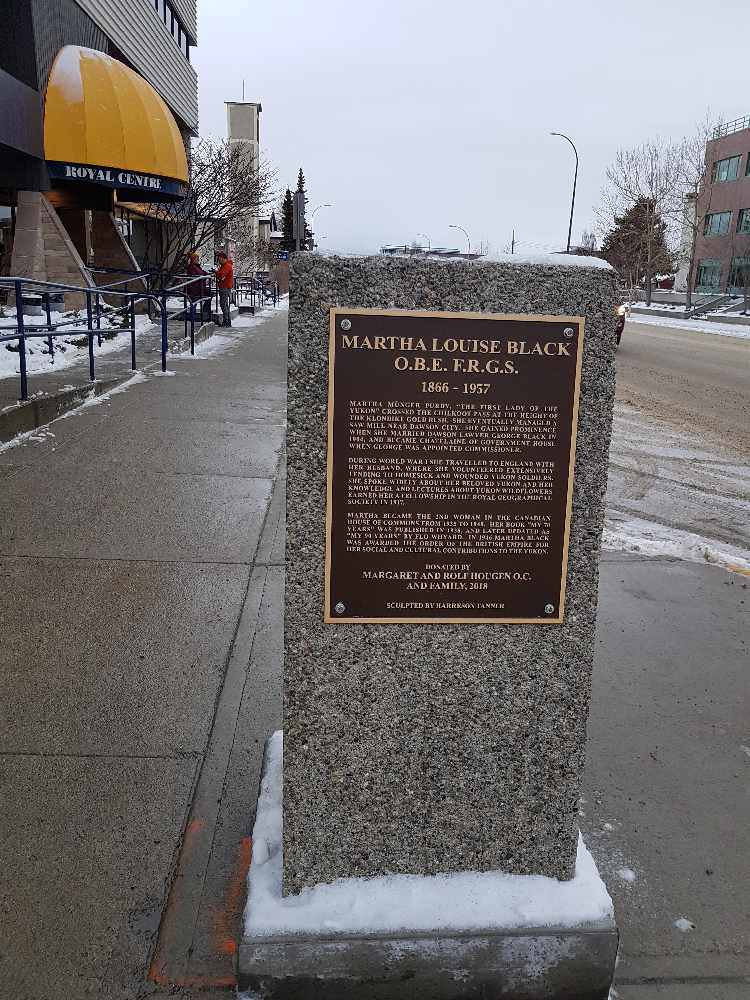 ROYAL CENTRE
MARTHA LOUISE BLACK
O.B.E. F.R.G.S.
1866 - 1957
MARTHA MUNGER PURDY, "THE FIRST LADY OF THE
YUKON" CROSSED THE CHILKOOT PASS AT THE HEIGHT OF
THE KLONDIKE GOLD RUSH. SHE EVENTUALLY MANAGED A
SAW MILL NEAR DAWSON CITY. SHE GAINED PROMINENCE
WHEN SHE MARRIED DAWSON LAWYER GEORGE BLACK IN
1904, AND BECAME CHATELAINE OF GOVERNMENT HOUSE
WHEN GEORGE WAS APPOINTED COMMISSIONER.
DURING WORLD WAR I SHE TRAVELLED TO ENGLAND WITH
HER HUSBAND, WHERE SHE VOLUNTEERED EXTENSIVELY
TENDING TO HOMESICK AND WOUNDED YUKON SOLDIERS.
SHE SPOKE WIDELY ABOUT HER BELOVED YUKON AND HER
KNOWLEDGE AND LECTURES ABOUT YUKON WILDFLOWERS
EARNED HER A FELLOWSHIP IN THE ROYAL GEOGRAPHICAL
SOCIETY IN 1917.
MARTHA BECAME THE 2ND WOMAN IN THE CANADIAN
HOUSE OF COMMONS FROM 1935 TO 1940. HER BOOK "MY 70
YEARS" WAS PUBLISHED IN 1938, AND LATER UPDATED AS
"MY 90 YEARS" BY FLO WHYARD. IN 1946 MARTHA BLACK
WAS AWARDED THE ORDER OF THE BRITISH EMPIRE FOR
HER SOCIAL AND CULTURAL CONTRIBUTIONS TO THE YUKON.
DONATED BY
MARGARET AND ROLF HOUGEN O.C.
AND FAMILY, 2018
SCULPTED BY HARRESON TANNER